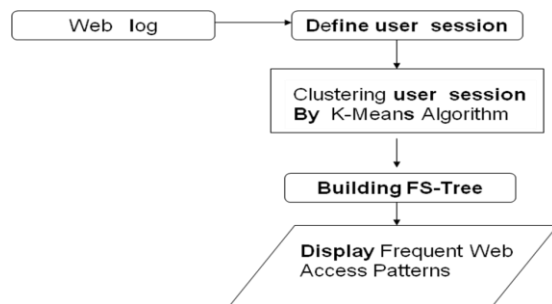 Web log
Define user session
Clustering user session
By K-Means Algorithm
Building FS-Tree
Display Frequent Web
Access Patterns